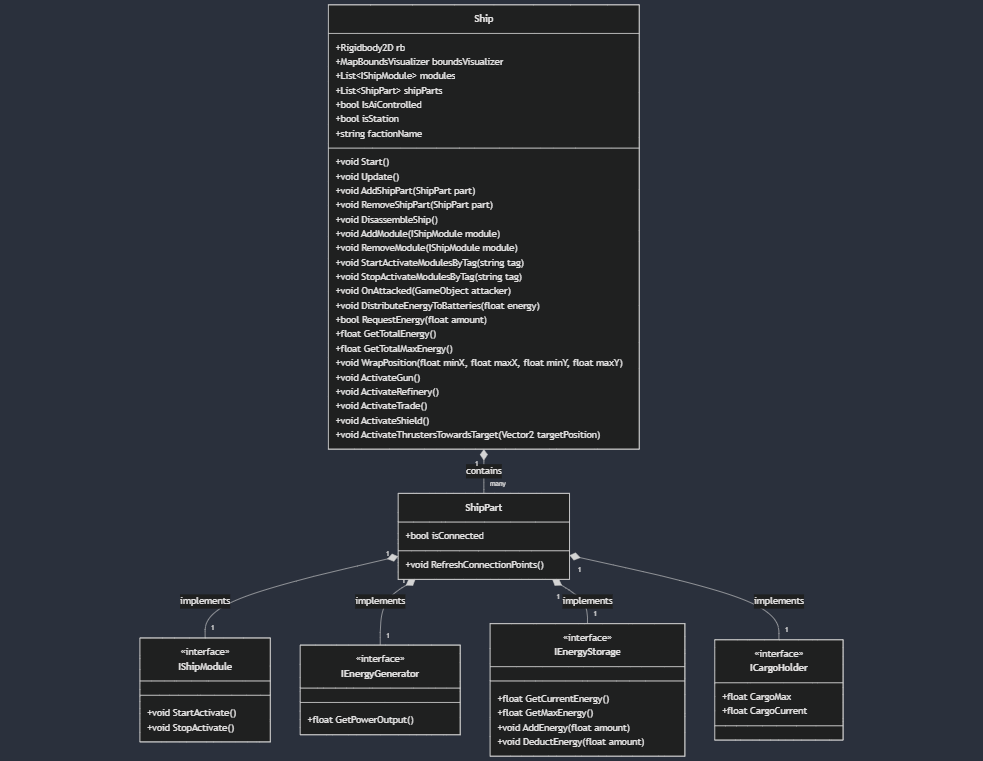 Ship
+Rigidbody2D rb
+MapBoundsVisualizer boundsVisualizer
+List<IShipModule> modules
+List<ShipPart> shipParts
+bool IsAiControlled
+bool isStation
+string factionName
+void Start()
+void Update()
+void AddShipPart(ShipPart part)
+void RemoveShipPart(ShipPart part)
+void DisassembleShip()
+void AddModule(IShipModule module)
+void RemoveModule(IShipModule module)
+void StartActivateModulesByTag(string tag)
+void StopActivateModulesByTag(string tag)
+void OnAttacked(GameObject attacker)
+void DistributeEnergyToBatteries(float energy)
+bool RequestEnergy(float amount)
+float GetTotalEnergy()
+float GetTotalMaxEnergy()
+void WrapPosition(float minX, float maxX, float minY, float maxY)
+void ActivateGun()
+void ActivateRefinery()
+void ActivateTrade()
+void ActivateShield()
+void ActivateThrustersTowardsTarget(Vector2 targetPosition)
1
contains
many
ShipPart
+bool isConnected
+void RefreshConnectionPoints()
1
1
1
1
implements
implements
implements
implements
1
1
1
1
«interface»
IShipModule
+void StartActivate()
+void StopActivate()
«interface»
IEnergyGenerator
+float GetPowerOutput()
«interface»
IEnergyStorage
+float GetCurrentEnergy()
+float GetMaxEnergy()
+void AddEnergy(float amount)
+void DeductEnergy(float amount)
«interface»
ICargoHolder
+float CargoMax
+float CargoCurrent